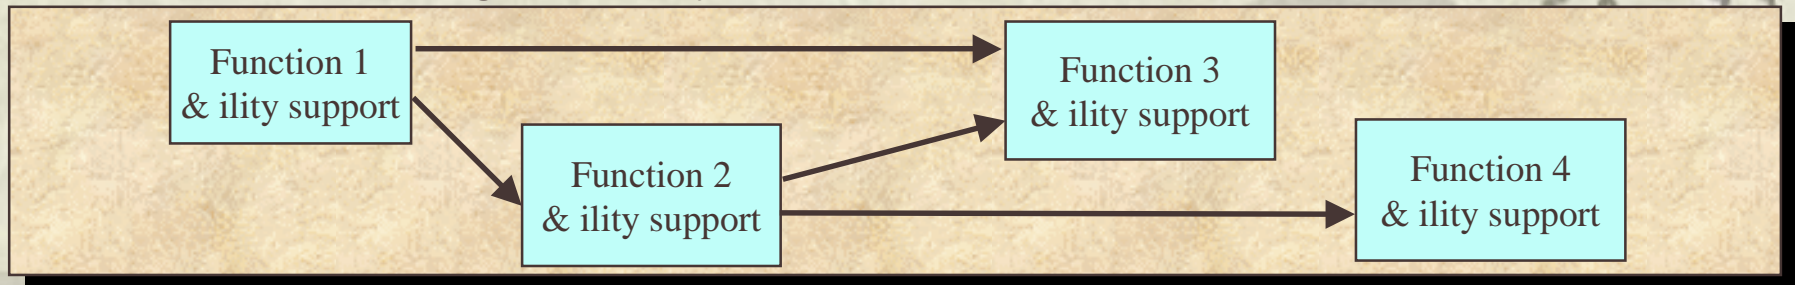 Function 1
& ility support
Function 2
& ility support
Function 3
& ility support
Function 4
& ility support